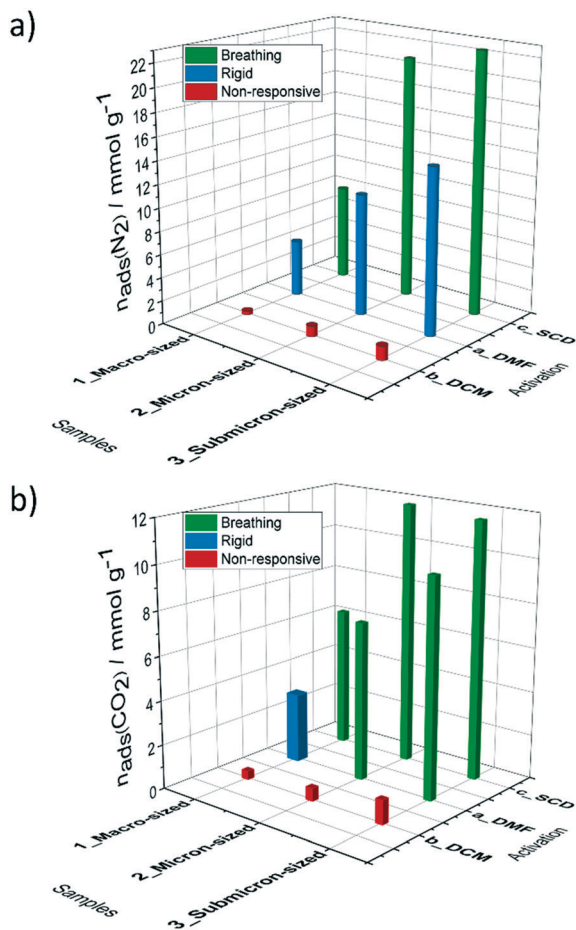 a)
Breathing
Rigid
Non-responsive
nads(N2) / mmol g-1
22
20
18
16
14
12
10
8
6
4
2
0
1_Macro-sized
2_Micron-sized
3_Submicron-sized
Samples
c_SCD
a_DMF
b_DCM
Activation
b)
Breathing
Rigid
Non-responsive
nads(CO2) / mmol g-1
12
10
8
6
4
2
0
1_Macro-sized
2_Micron-sized
3_Submicron-sized
Samples
c_SCD
a_DMF
b_DCM
Activation